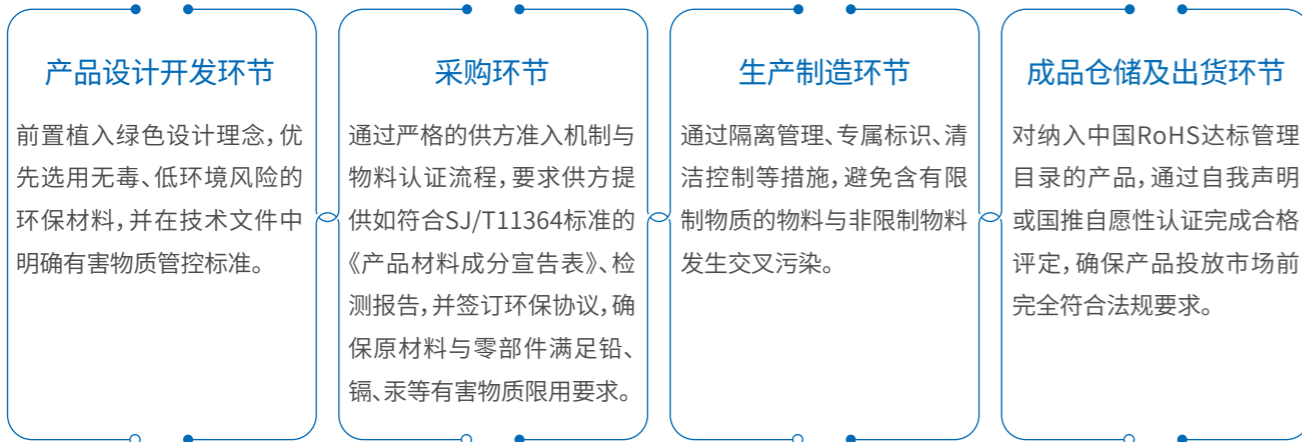 产品设计开发环节
前置植入绿色设计理念,优
先选用无毒、低环境风险的
环保材料,并在技术文件中
明确有害物质管控标准。
采购环节
通过严格的供方准入机制与
物料认证流程,要求供方提
供如符合SJ/T11364标准的
《产品材料成分宣告表》、检
测报告,并签订环保协议,确
保原材料与零部件满足铅、
镉、汞等有害物质限用要求。
生产制造环节
通过隔离管理、专属标识、清
洁控制等措施,避免含有限
制物质的物料与非限制物料
发生交叉污染。
成品仓储及出货环节
对纳入中国RoHS达标管理
目录的产品,通过自我声明
或国推自愿性认证完成合格
评定,确保产品投放市场前
完全符合法规要求。